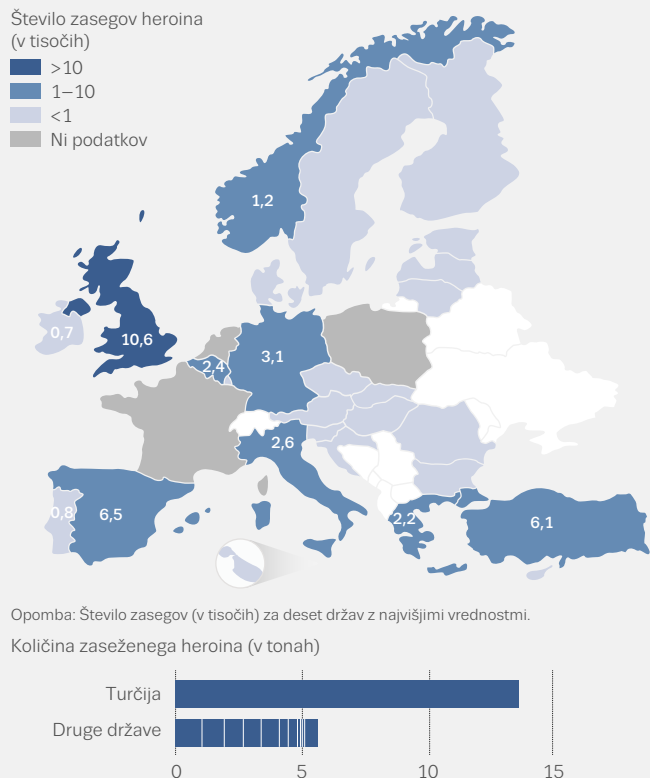 Število zasegov heroina
(v tisočih)
>10
1–10
<1
Ni podatkov
1,2
0,7
10,6
2,4
3,1
2,6
0,8
6,5
2,2
6,1
Opomba: Število zasegov (v tisočih) za deset držav z najvišjimi vrednostmi.
Količina zaseženega heroina (v tonah)
Turčija
Druge države
0 5 10 15